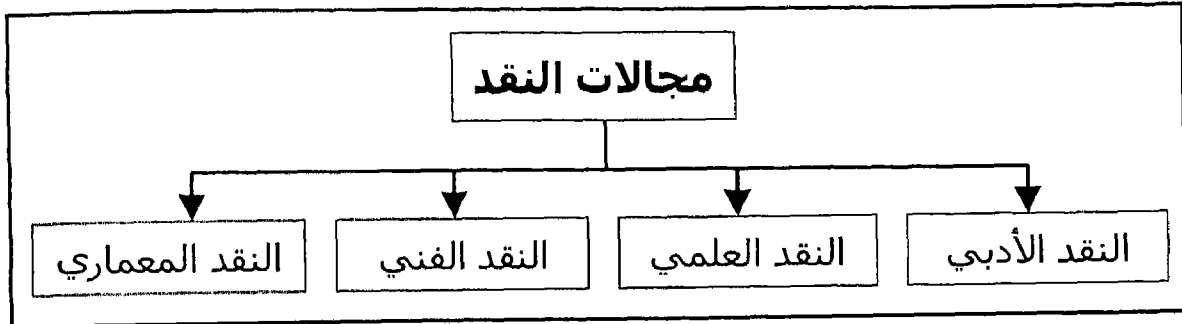 مجالات النقد
النقد الأدبي
النقد العلمي
النقد الفني
النقد المعماري